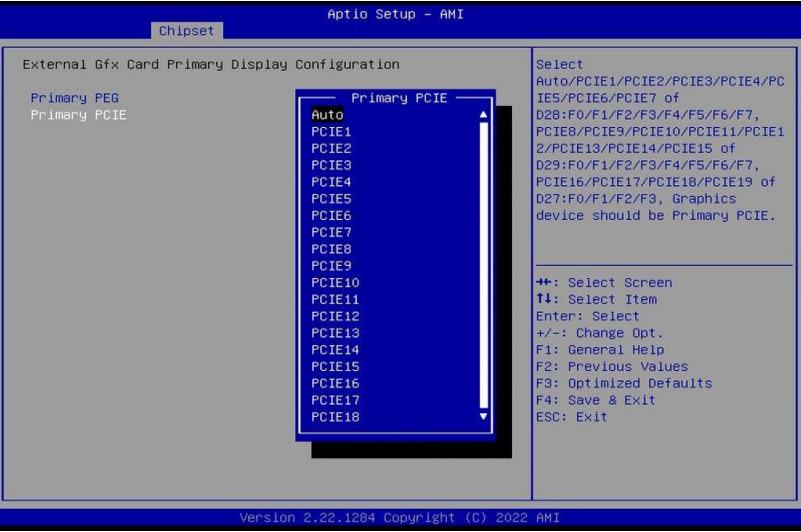 Aptio Setup – AMI
Chipset
External Gfx Card Primary Display Configuration
Primary PEG
Primary PCIE
Primary PCIE
Auto
PCIE1
PCIE2
PCIE3
PCIE4
PCIE5
PCIE6
PCIE7
PCIE8
PCIE9
PCIE10
PCIE11
PCIE12
PCIE13
PCIE14
PCIE15
PCIE16
PCIE17
PCIE18
Select
Auto/PCIE1/PCIE2/PCIE3/PCIE4/PC
IE5/PCIE6/PCIE7 of
D28:F0/F1/F2/F3/F4/F5/F6/F7,
PCIE8/PCIE9/PCIE10/PCIE11/PCIE1
2/PCIE13/PCIE14/PCIE15 of
D29:F0/F1/F2/F3/F4/F5/F6/F7,
PCIE16/PCIE17/PCIE18/PCIE19 of
D27:F0/F1/F2/F3, Graphics
device should be Primary PCIE.
→←: Select Screen
↑↓: Select Item
Enter: Select
+/-: Change Opt.
F1: General Help
F2: Previous Values
F3: Optimized Defaults
F4: Save & Exit
ESC: Exit
Version 2.22.1284 Copyright (C) 2022 AMI